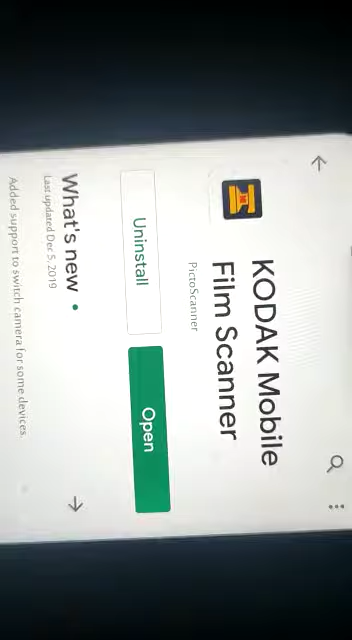 KODAK Mobile
Film Scanner
PictoScanner
Uninstall
Open
What's new
Last updated Dec 5, 2019
Added support to switch camera for some devices.